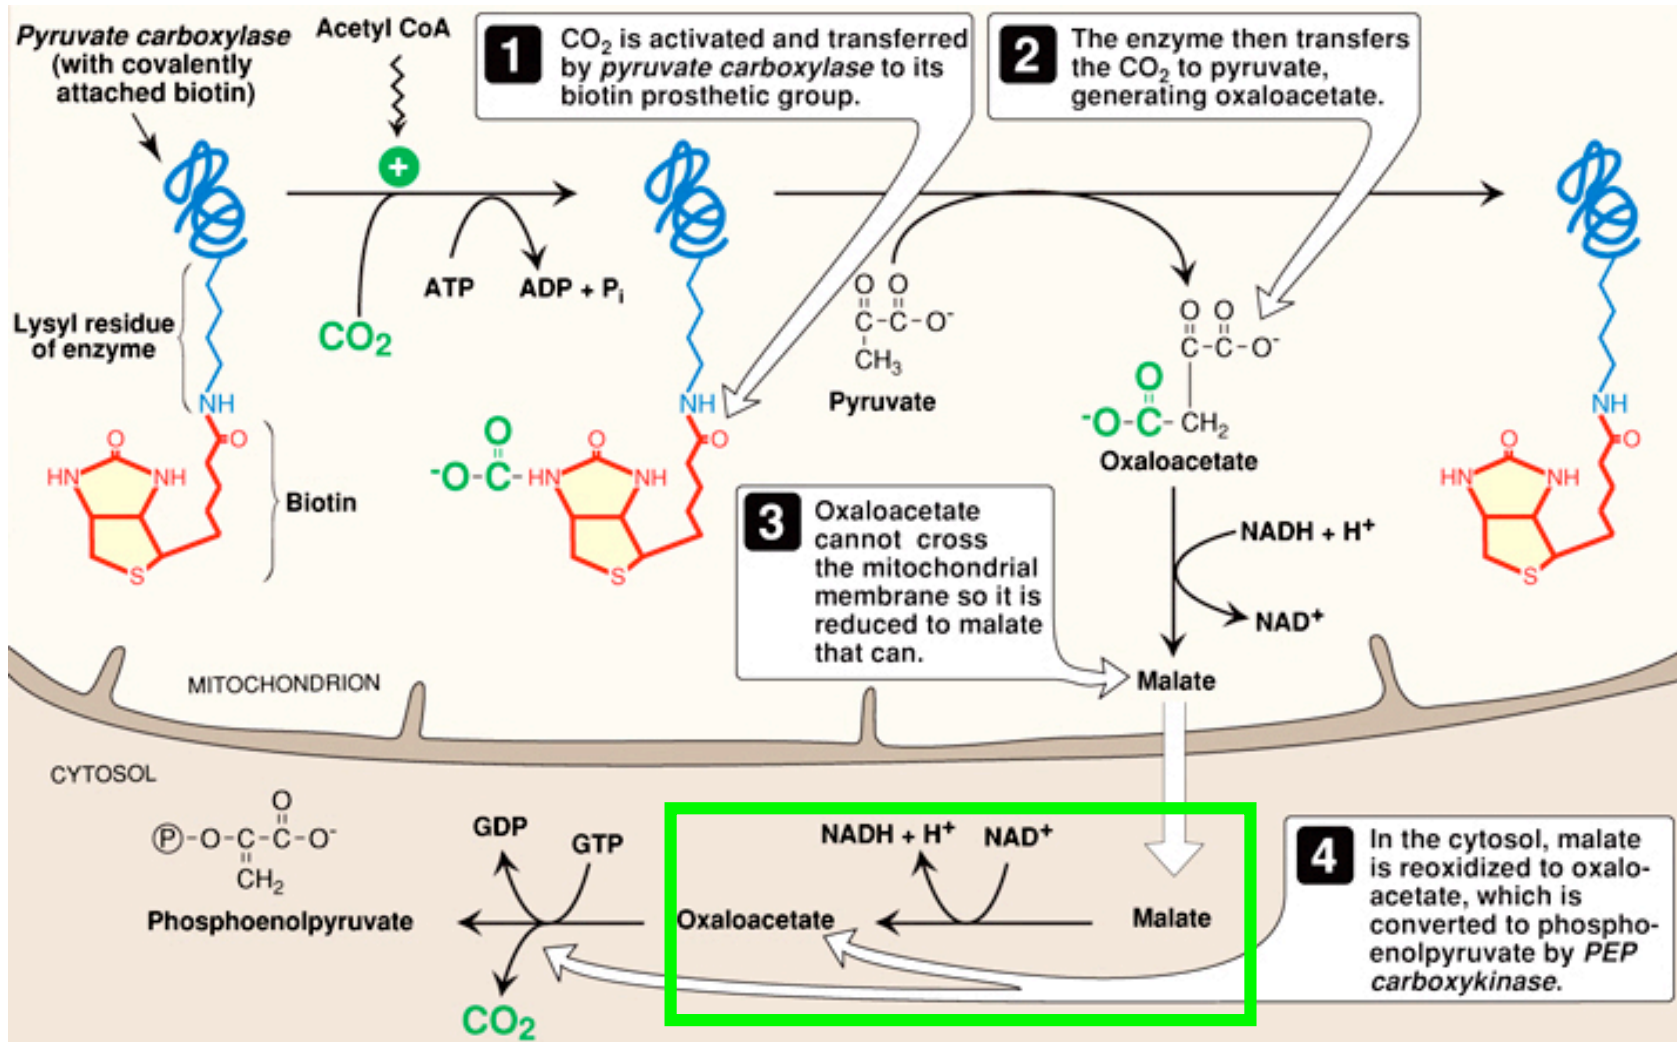 Pyruvate carboxylase
(with covalently
attached biotin)
Acetyl CoA
1
CO₂ is activated and transferred
by pyruvate carboxylase to its
biotin prosthetic group.
2
The enzyme then transfers
the CO₂ to pyruvate,
generating oxaloacetate.
+
ATP
ADP + Pᵢ
CO₂
Lysyl residue
of enzyme
NH
O
O
HN
NH
S
Biotin
NH
O
O
⁻O-C-HN
O
NH
S
O O
C-C-O⁻
CH₃
Pyruvate
O O
C-C-O⁻
O
⁻O-C-CH₂
Oxaloacetate
NH
O
O
HN
NH
S
3
Oxaloacetate
cannot cross
the mitochondrial
membrane so it is
reduced to malate
that can.
NADH + H⁺
NAD⁺
Malate
MITOCHONDRION
CYTOSOL
O
P-O-C-C-O⁻
CH₂
Phosphoenolpyruvate
GDP
GTP
CO₂
NADH + H⁺
NAD⁺
Oxaloacetate
Malate
4
In the cytosol, malate
is reoxidized to oxalo-
acetate, which is
converted to phospho-
enolpyruvate by PEP
carboxykinase.